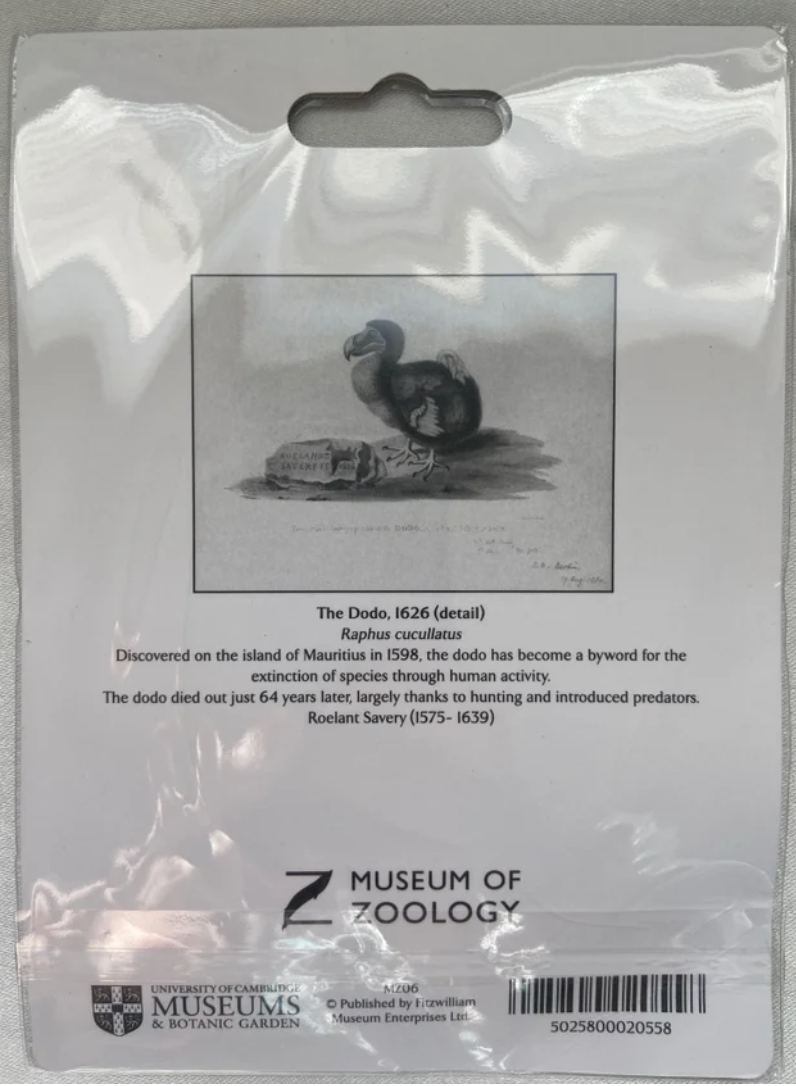 ROELANDT
SAVEREY 1626
The Dodo, 1626 (detail)
Raphus cucullatus
Discovered on the island of Mauritius in 1598, the dodo has become a byword for the
extinction of species through human activity.
The dodo died out just 64 years later, largely thanks to hunting and introduced predators.
Roelant Savery (1575- 1639)
MUSEUM OF
ZOOLOGY
UNIVERSITY OF CAMBRIDGE
MUSEUMS
& BOTANIC GARDEN
MZ06
© Published by Fitzwilliam
Museum Enterprises Ltd.
5025800020558